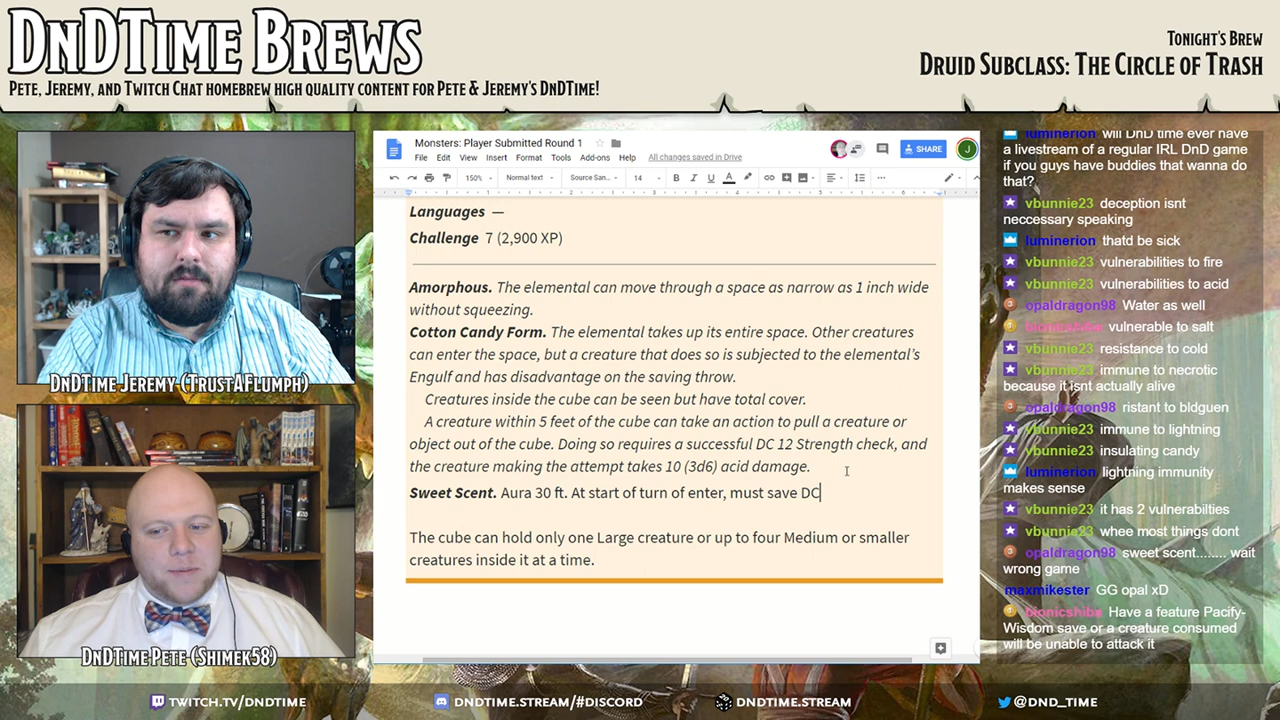 DnDTime Brews
Pete, Jeremy, and Twitch Chat homebrew high quality content for Pete & Jeremy's DnDTime!
Tonight's Brew
Druid Subclass: The Circle of Trash
DnDTime Jeremy (TrustAFlumph)
DnDTime Pete (Shimek58)
Monsters: Player Submitted Round 1
File Edit View Insert Format Tools Add-ons Help All changes saved in Drive
SHARE
J
150% Normal text Source San... 14 B I U A
Languages —
Challenge 7 (2,900 XP)
Amorphous. The elemental can move through a space as narrow as 1 inch wide
without squeezing.
Cotton Candy Form. The elemental takes up its entire space. Other creatures
can enter the space, but a creature that does so is subjected to the elemental's
Engulf and has disadvantage on the saving throw.
Creatures inside the cube can be seen but have total cover.
A creature within 5 feet of the cube can take an action to pull a creature or
object out of the cube. Doing so requires a successful DC 12 Strength check, and
the creature making the attempt takes 10 (3d6) acid damage.
Sweet Scent. Aura 30 ft. At start of turn of enter, must save DC
The cube can hold only one Large creature or up to four Medium or smaller
creatures inside it at a time.
luminerion will DnD time ever have
a livestream of a regular IRL DnD game
if you guys have buddies that wanna do
that?
vbunnie23 deception isnt
neccessary speaking
luminerion thatd be sick
vbunnie23 vulnerabilities to fire
vbunnie23 vulnerabilities to acid
opaldragon98 Water as well
bionicshiba vulnerable to salt
vbunnie23 resistance to cold
vbunnie23 immune to necrotic
because it isnt actually alive
opaldragon98 ristant to bldguen
vbunnie23 immune to lightning
vbunnie23 insulating candy
luminerion lightning immunity
makes sense
vbunnie23 it has 2 vulnerabilties
vbunnie23 whee most things dont
opaldragon98 sweet scent........ wait
wrong game
maxmikester GG opal xD
bionicshiba Have a feature Pacify-
Wisdom save or a creature consumed
will be unable to attack it
TWITCH.TV/DNDTIME
DNDTIME.STREAM/#DISCORD
DNDTIME.STREAM
@DND_TIME